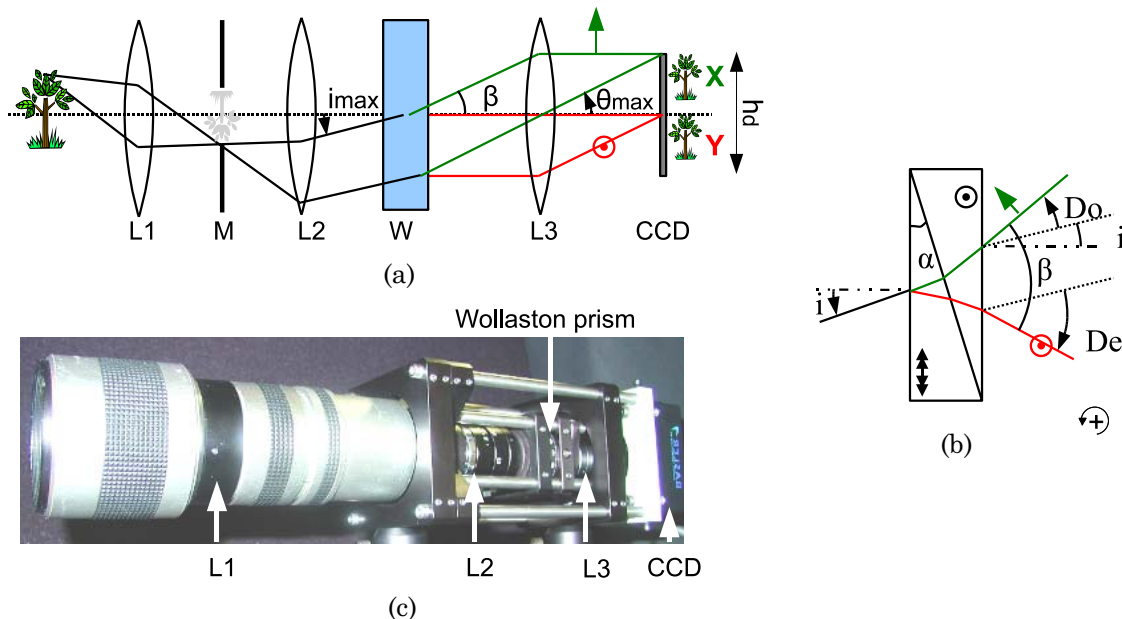 imax
β
θmax
X
Y
hd
L1
M
L2
W
L3
CCD
(a)
Wollaston prism
L1
L2
L3
CCD
(c)
α
i
Do
i
β
De
+
(b)